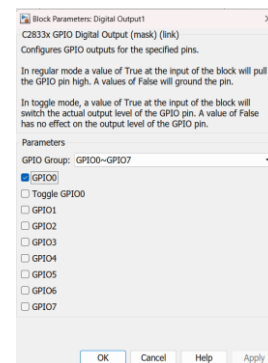 Block Parameters: Digital Output1
C2833x GPIO Digital Output (mask) (link)
Configures GPIO outputs for the specified pins.
In regular mode a value of True at the input of the block will pull
the GPIO pin high. A values of False will ground the pin.
In toggle mode, a value of True at the input of the block will
switch the actual output level of the GPIO pin. A value of False
has no effect on the output level of the GPIO pin.
Parameters
GPIO Group: GPIO0~GPIO7
GPIO0
Toggle GPIO0
GPIO1
GPIO2
GPIO3
GPIO4
GPIO5
GPIO6
GPIO7
OK Cancel Help Apply